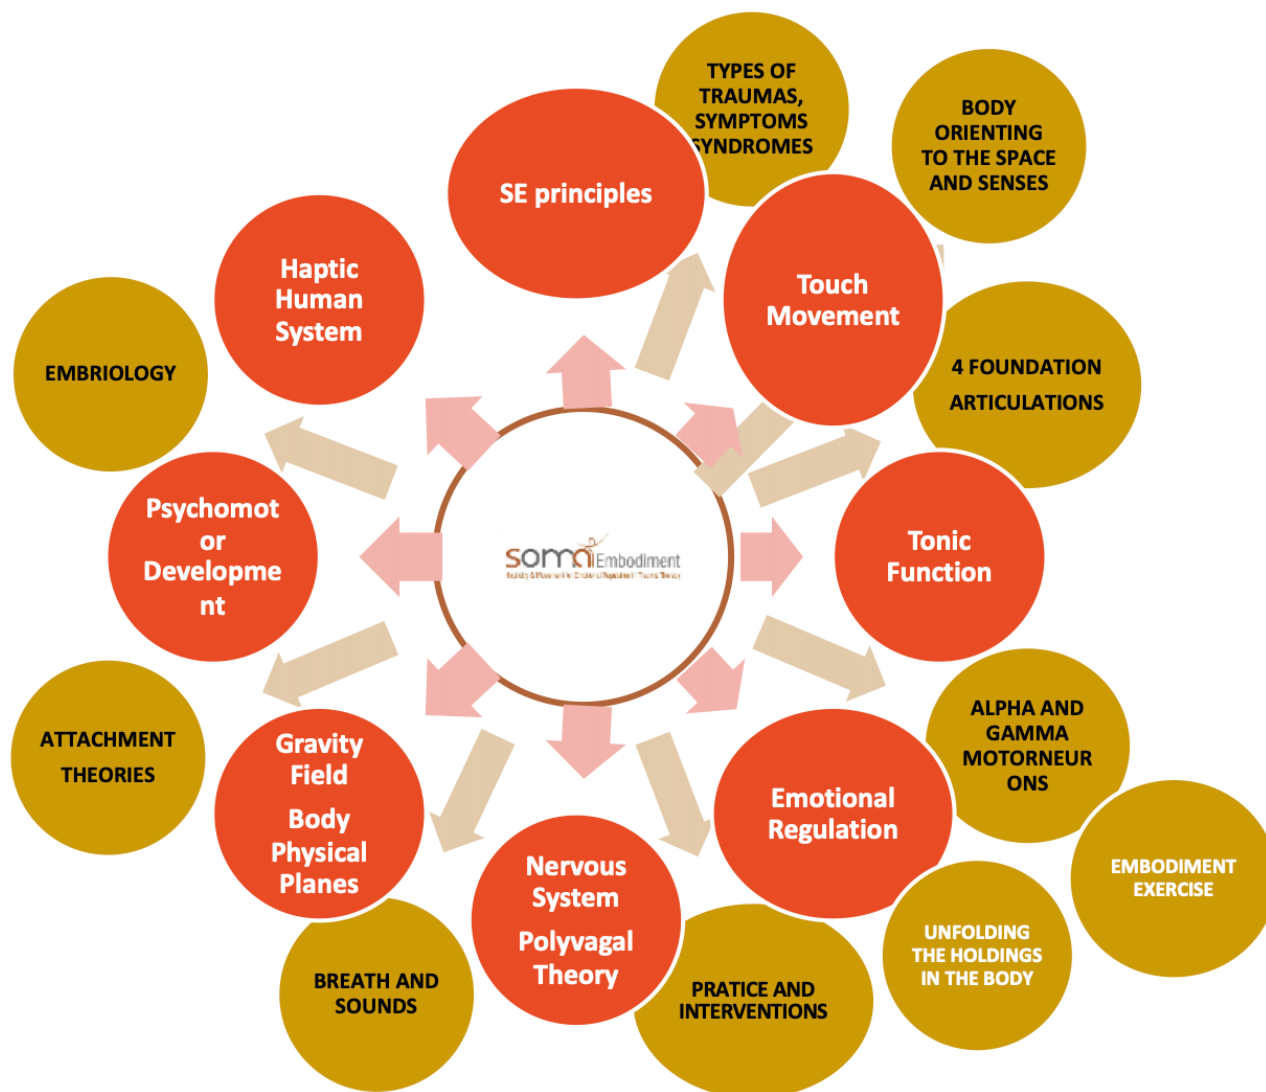 TYPES OF
TRAUMAS,
SYMPTOMS
SYNDROMES
BODY
ORIENTING
TO THE SPACE
AND SENSES
SE principles
Haptic
Human
System
Touch
Movement
EMBRIOLOGY
4 FOUNDATION
ARTICULATIONS
Psychomot
or
Developme
nt
soma Embodiment
Tonic
Function
ATTACHMENT
THEORIES
Gravity
Field
Body
Physical
Planes
ALPHA AND
GAMMA
MOTORNEUR
ONS
Emotional
Regulation
EMBODIMENT
EXERCISE
Nervous
System
Polyvagal
Theory
UNFOLDING
THE HOLDINGS
IN THE BODY
BREATH AND
SOUNDS
PRATICE AND
INTERVENTIONS